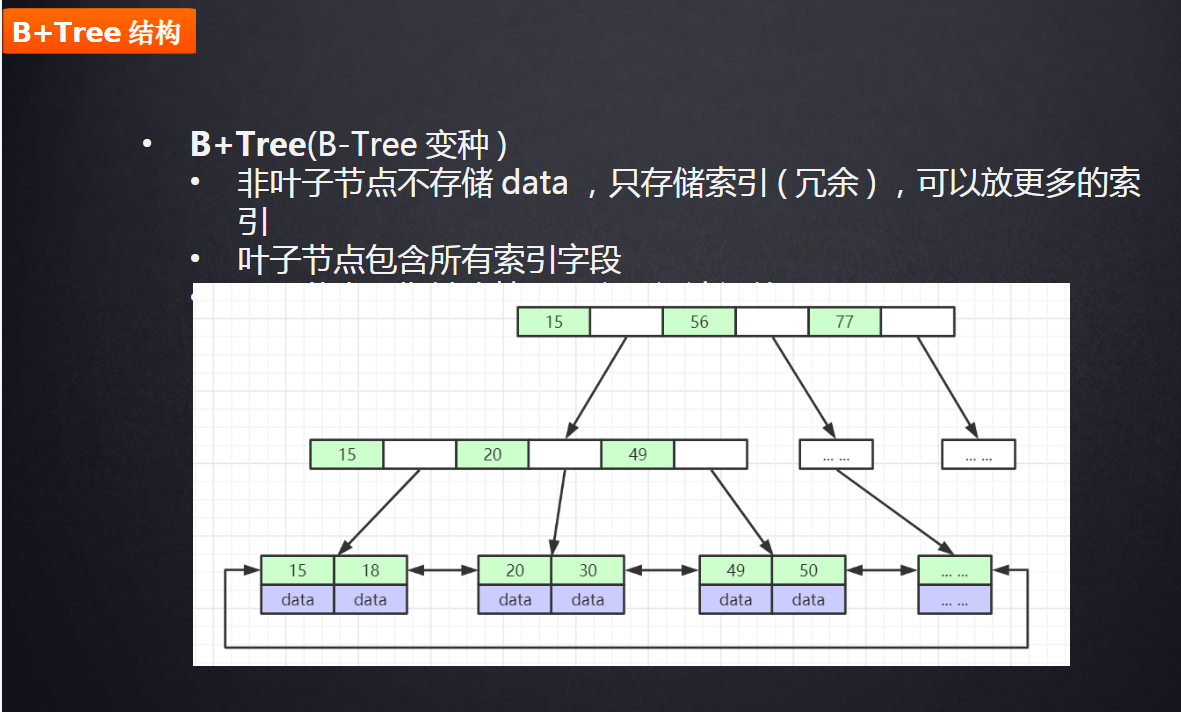 B+Tree 结构
• B+Tree(B-Tree 变种)
• 非叶子节点不存储 data ，只存储索引 ( 冗余 ) ，可以放更多的索
引
• 叶子节点包含所有索引字段
15 56 77
15 20 49 ... ... ... ...
15 18 20 30 49 50 ... ...
data data data data data data ... ...